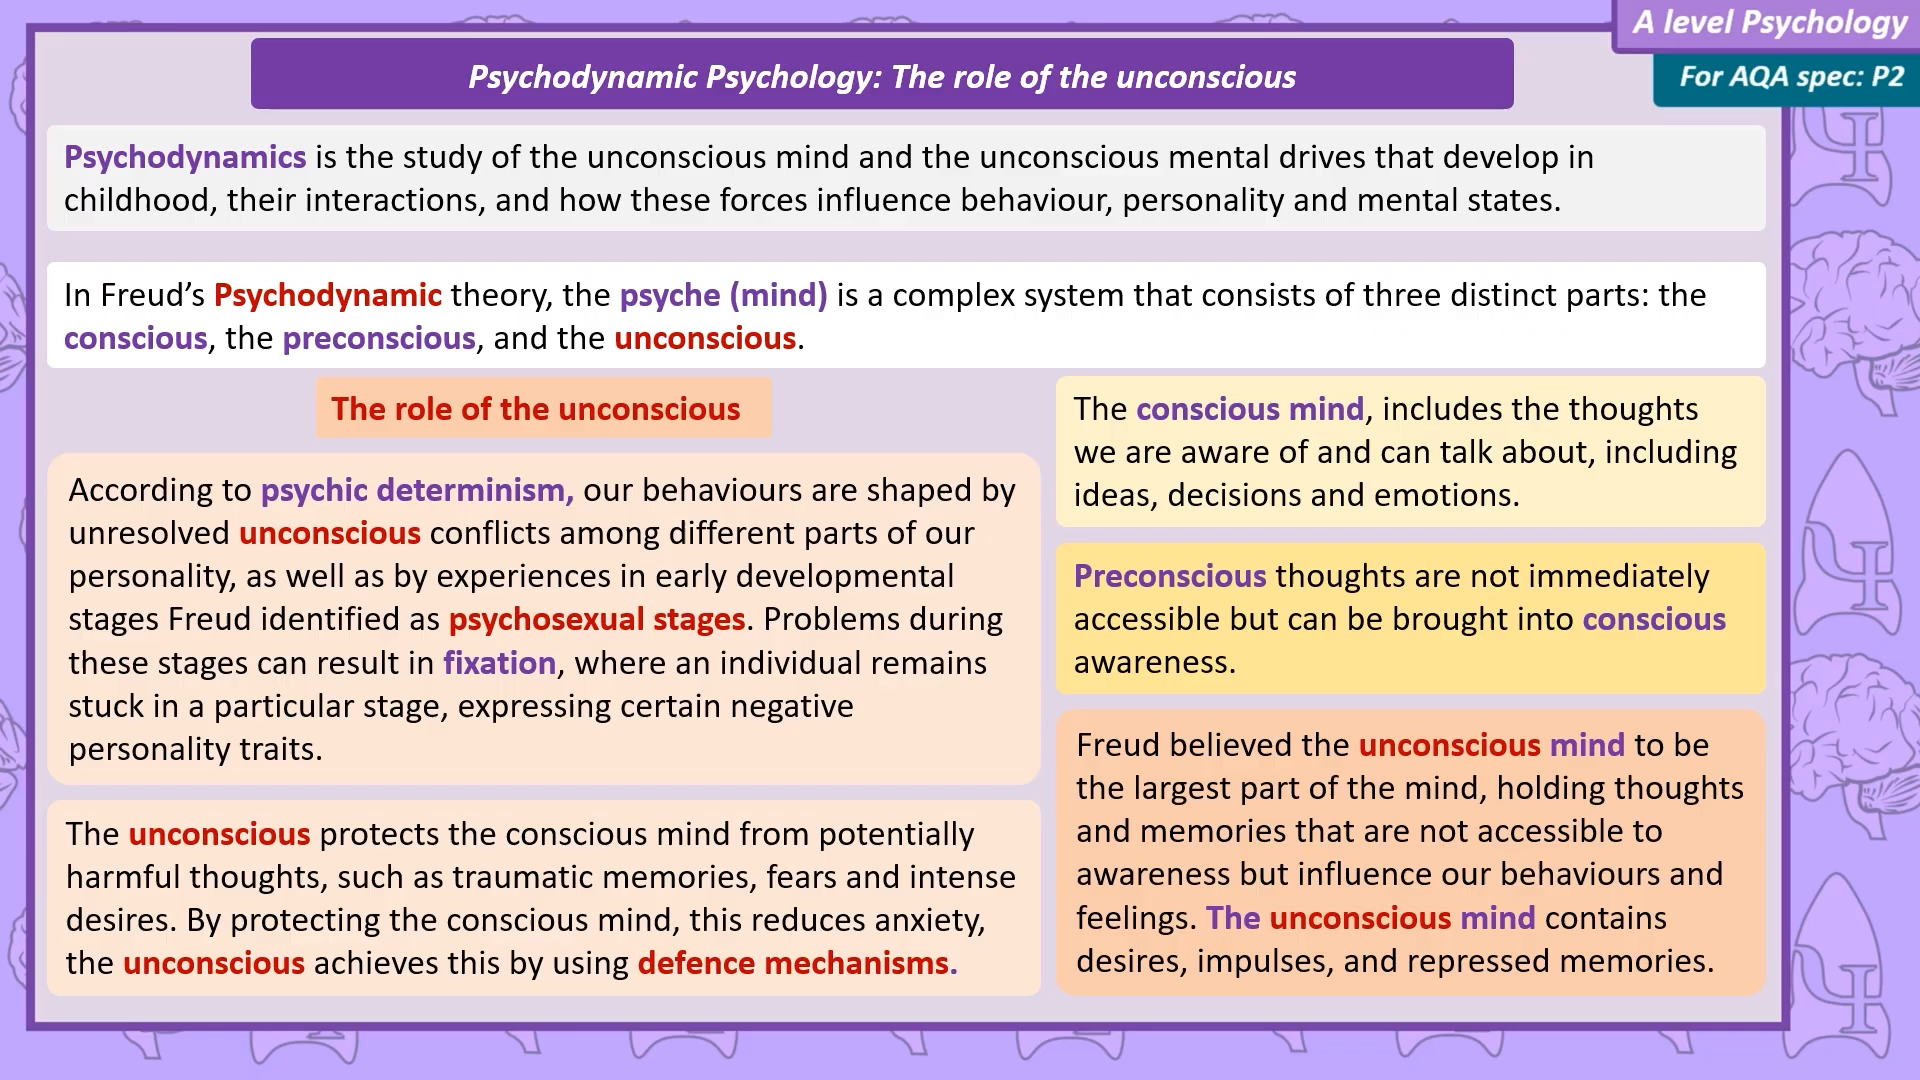 A level Psychology
For AQA spec: P2
Psychodynamic Psychology: The role of the unconscious
Psychodynamics is the study of the unconscious mind and the unconscious mental drives that develop in
childhood, their interactions, and how these forces influence behaviour, personality and mental states.
In Freud’s Psychodynamic theory, the psyche (mind) is a complex system that consists of three distinct parts: the
conscious, the preconscious, and the unconscious.
The role of the unconscious
According to psychic determinism, our behaviours are shaped by
unresolved unconscious conflicts among different parts of our
personality, as well as by experiences in early developmental
stages Freud identified as psychosexual stages. Problems during
these stages can result in fixation, where an individual remains
stuck in a particular stage, expressing certain negative
personality traits.
The unconscious protects the conscious mind from potentially
harmful thoughts, such as traumatic memories, fears and intense
desires. By protecting the conscious mind, this reduces anxiety,
the unconscious achieves this by using defence mechanisms.
The conscious mind, includes the thoughts
we are aware of and can talk about, including
ideas, decisions and emotions.
Preconscious thoughts are not immediately
accessible but can be brought into conscious
awareness.
Freud believed the unconscious mind to be
the largest part of the mind, holding thoughts
and memories that are not accessible to
awareness but influence our behaviours and
feelings. The unconscious mind contains
desires, impulses, and repressed memories.